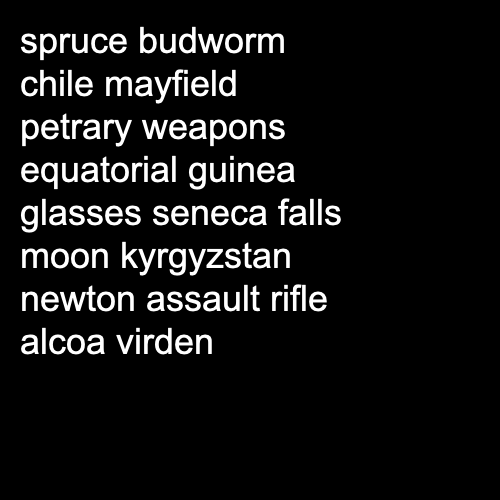 spruce budworm
chile mayfield
petrary weapons
equatorial guinea
glasses seneca falls
moon kyrgyzstan
newton assault rifle
alcoa virden